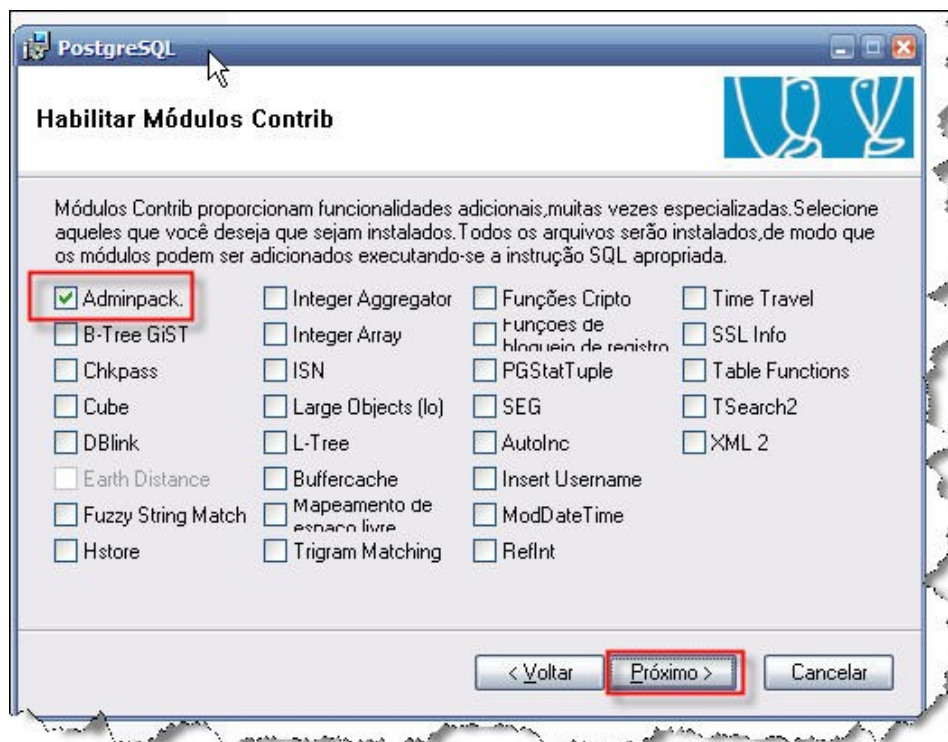 PostgreSQL
Habilitar Módulos Contrib
Módulos Contrib proporcionam funcionalidades adicionais,muitas vezes especializadas.Selecione
aqueles que você deseja que sejam instalados.Todos os arquivos serão instalados,de modo que
os módulos podem ser adicionados executando-se a instrução SQL apropriada.
Adminpack.
B-Tree GiST
Chkpass
Cube
DBlink
Earth Distance
Fuzzy String Match
Hstore
Integer Aggregator
Integer Array
ISN
Large Objects (lo)
L-Tree
Buffercache
Mapeamento de
espaço livre
Trigram Matching
Funções Cripto
Funções de
bloqueio de registro
PGStatTuple
SEG
AutoInc
Insert Username
ModDateTime
RefInt
Time Travel
SSL Info
Table Functions
TSearch2
XML 2
< Voltar
Próximo >
Cancelar